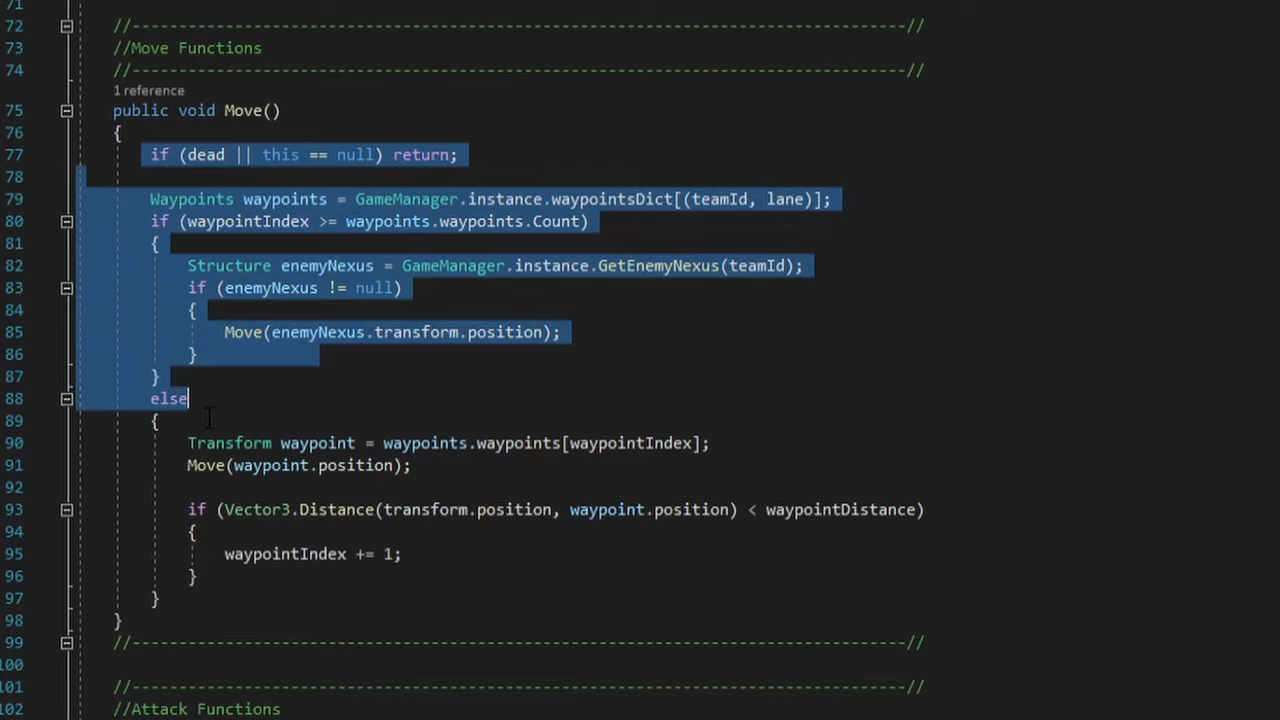 71
72 //-----------------------------------------------------------------------------------//
73 //Move Functions
74 //-----------------------------------------------------------------------------------//
1 reference
75 public void Move()
76 {
77 if (dead || this == null) return;
78
79 Waypoints waypoints = GameManager.instance.waypointsDict[(teamId, lane)];
80 if (waypointIndex >= waypoints.waypoints.Count)
81 {
82 Structure enemyNexus = GameManager.instance.GetEnemyNexus(teamId);
83 if (enemyNexus != null)
84 {
85 Move(enemyNexus.transform.position);
86 }
87 }
88 else
89 {
90 Transform waypoint = waypoints.waypoints[waypointIndex];
91 Move(waypoint.position);
92
93 if (Vector3.Distance(transform.position, waypoint.position) < waypointDistance)
94 {
95 waypointIndex += 1;
96 }
97 }
98 }
99 //-----------------------------------------------------------------------------------//
100
101 //-----------------------------------------------------------------------------------//
102 //Attack Functions